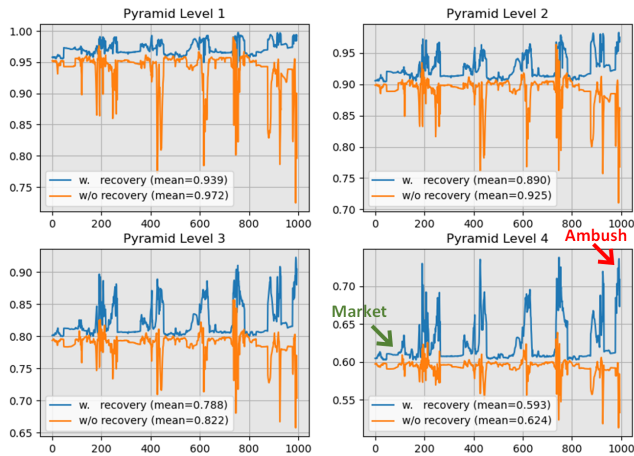 Pyramid Level 1
1.00
0.95
0.90
0.85
0.80
0.75
w. recovery (mean=0.939)
w/o recovery (mean=0.972)
0 200 400 600 800 1000
Pyramid Level 2
0.95
0.90
0.85
0.80
0.75
0.70
w. recovery (mean=0.890)
w/o recovery (mean=0.925)
0 200 400 600 800 1000
Pyramid Level 3
0.90
0.85
0.80
0.75
0.70
0.65
w. recovery (mean=0.788)
w/o recovery (mean=0.822)
0 200 400 600 800 1000
Pyramid Level 4
Ambush
Market
0.70
0.65
0.60
0.55
w. recovery (mean=0.593)
w/o recovery (mean=0.624)
0 200 400 600 800 1000